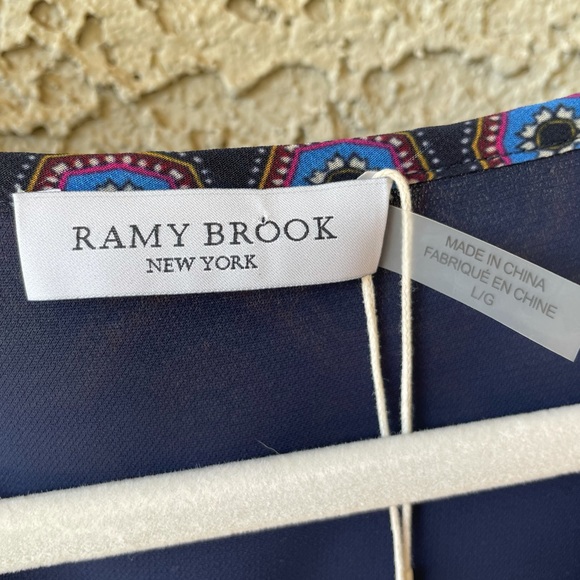 RAMY BROOK
NEW YORK
MADE IN CHINA
FABRIQUÉ EN CHINE
L/G